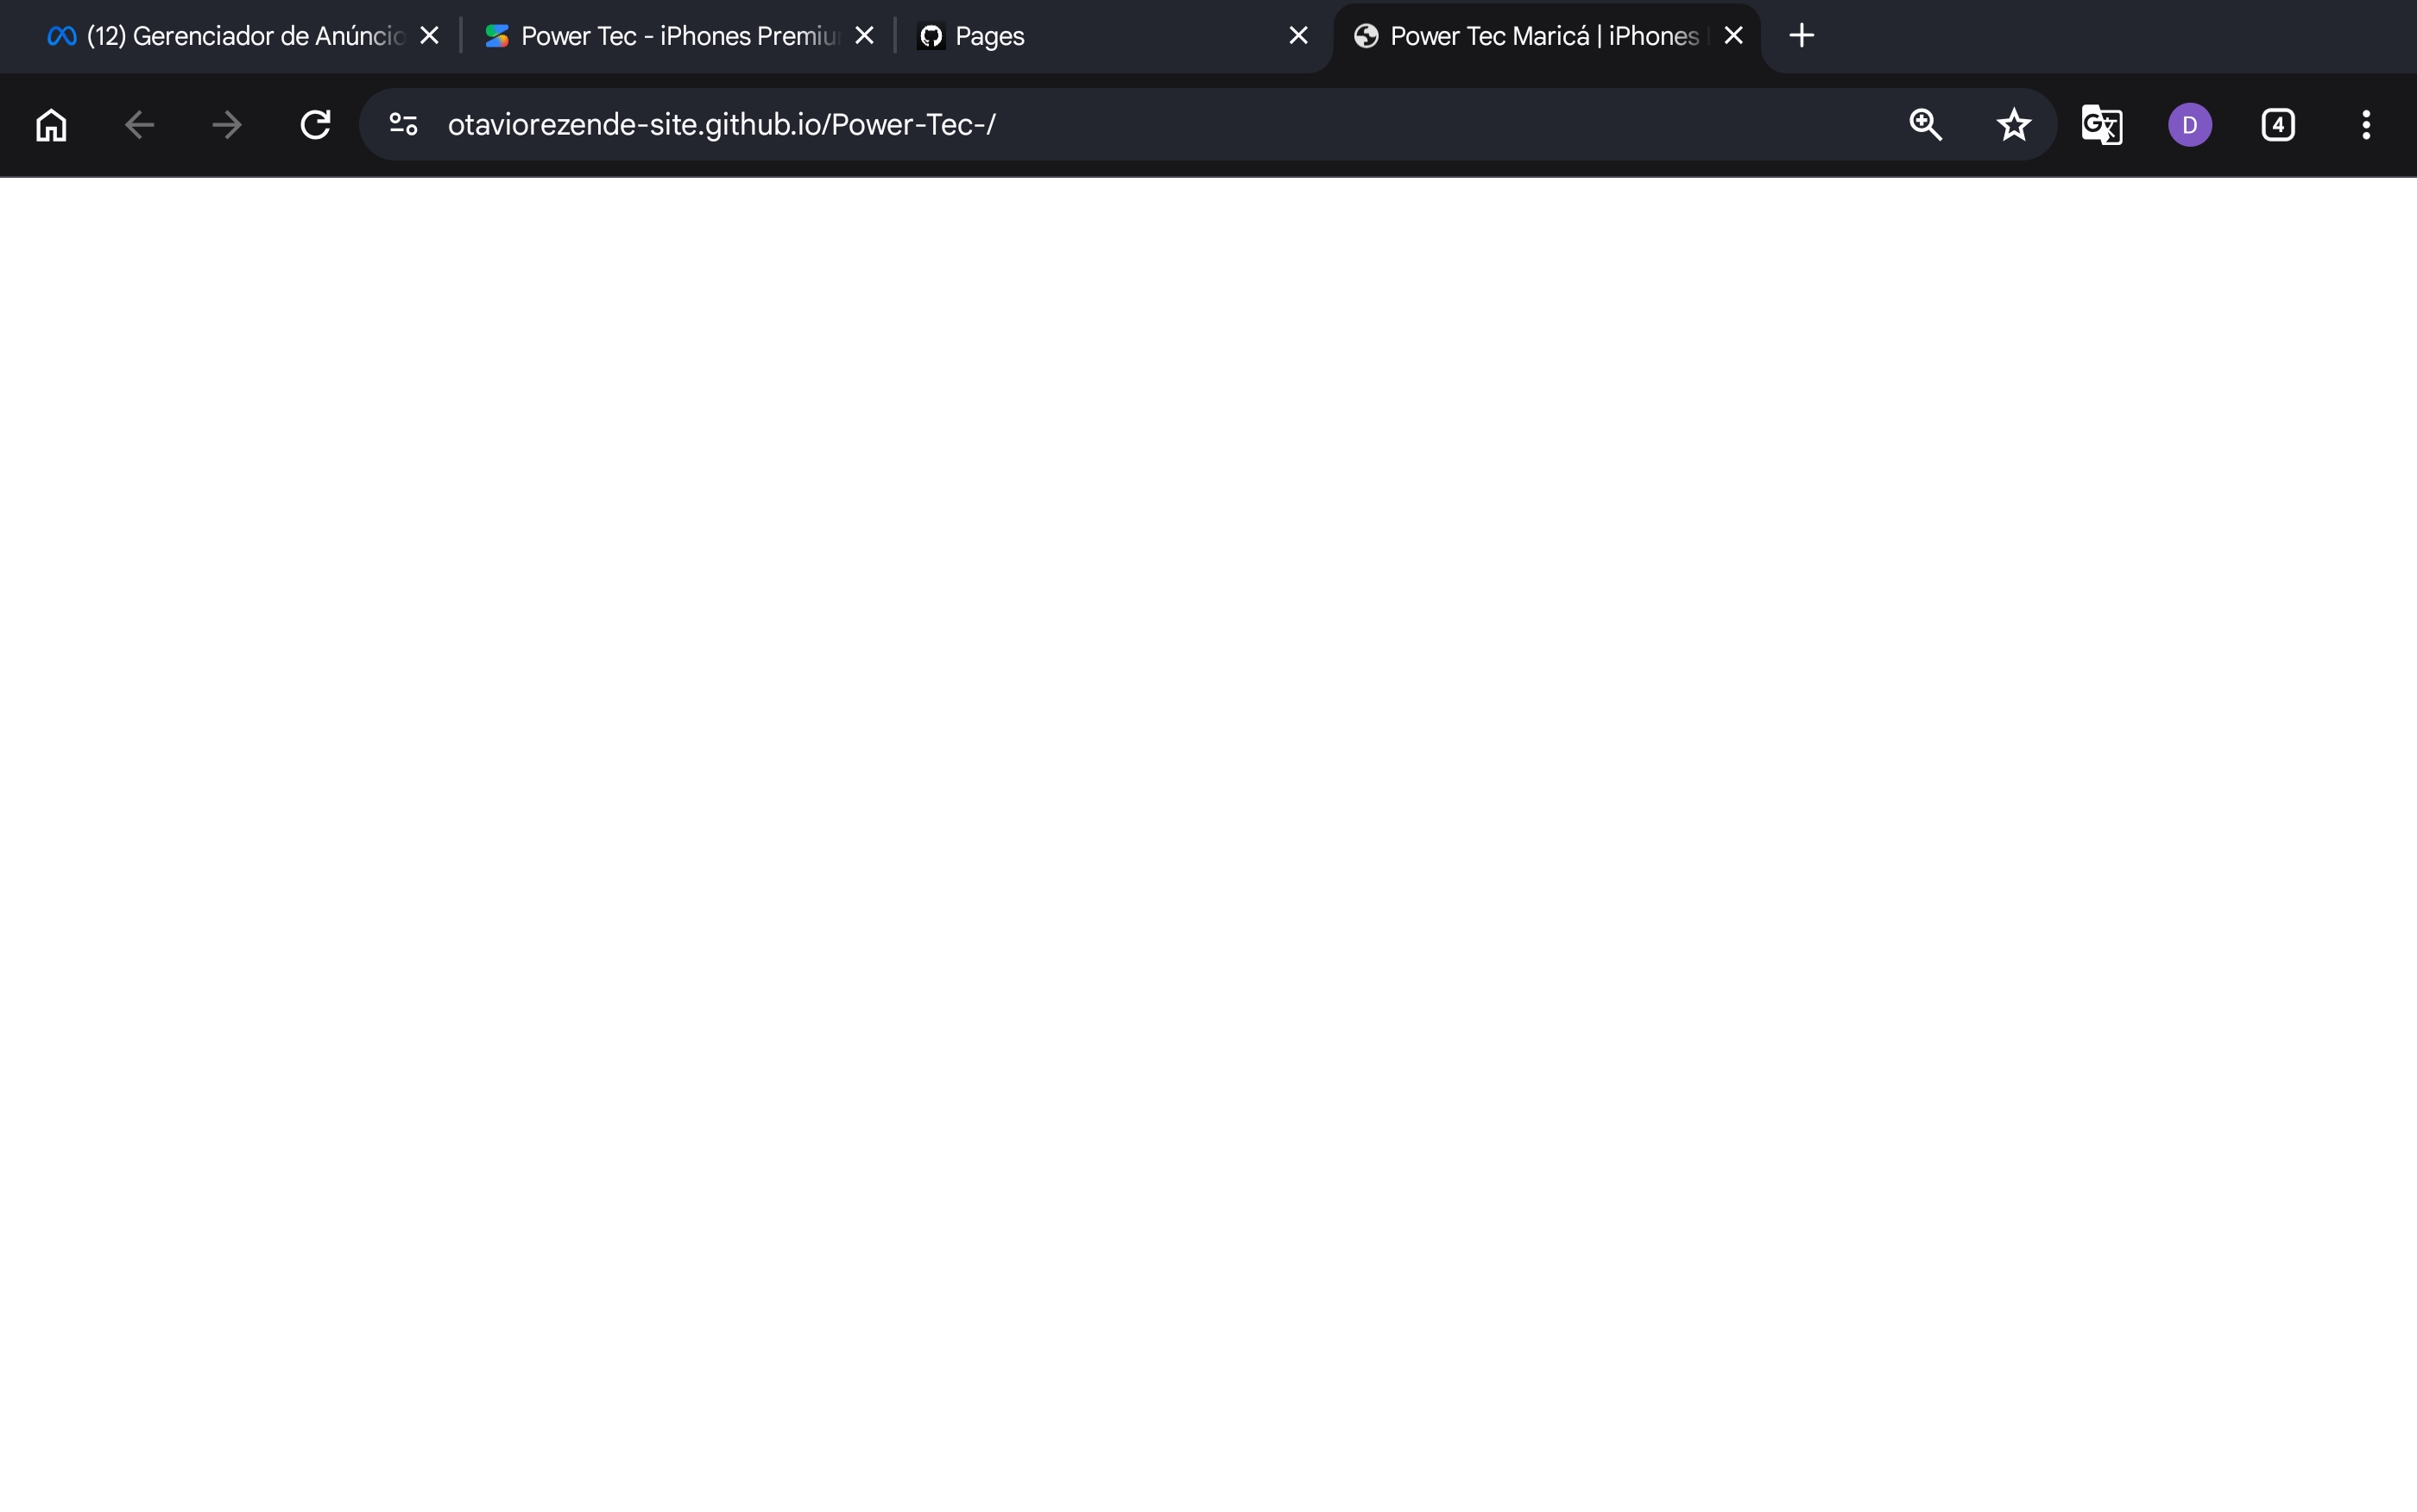 (12) Gerenciador de Anúncio
Power Tec - iPhones Premiu
Pages
Power Tec Maricá | iPhones
otaviorezende-site.github.io/Power-Tec-/
D
4